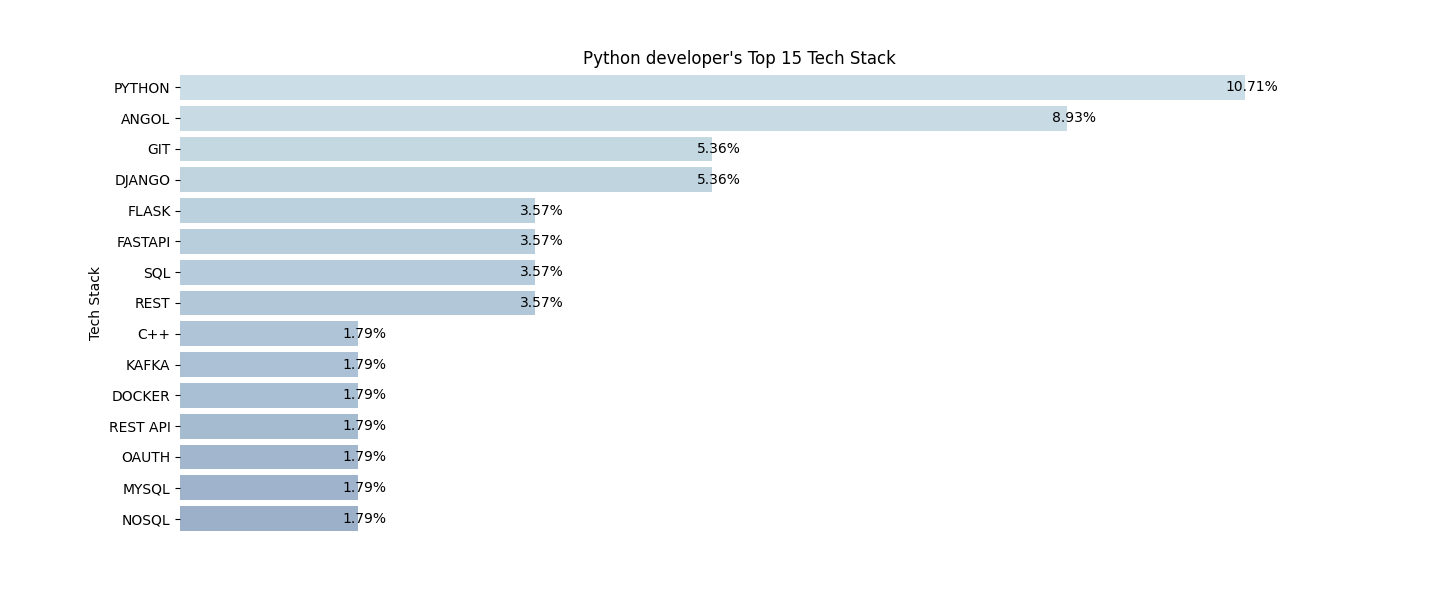 Python developer's Top 15 Tech Stack
Tech Stack
PYTHON 10.71%
ANGOL 8.93%
GIT 5.36%
DJANGO 5.36%
FLASK 3.57%
FASTAPI 3.57%
SQL 3.57%
REST 3.57%
C++ 1.79%
KAFKA 1.79%
DOCKER 1.79%
REST API 1.79%
OAUTH 1.79%
MYSQL 1.79%
NOSQL 1.79%